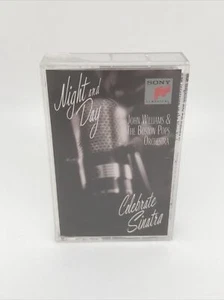 Night and
Day
SONY
JOHN WILLIAMS &
THE BOSTON POPS
ORCHESTRA
Celebrate
Sinatra